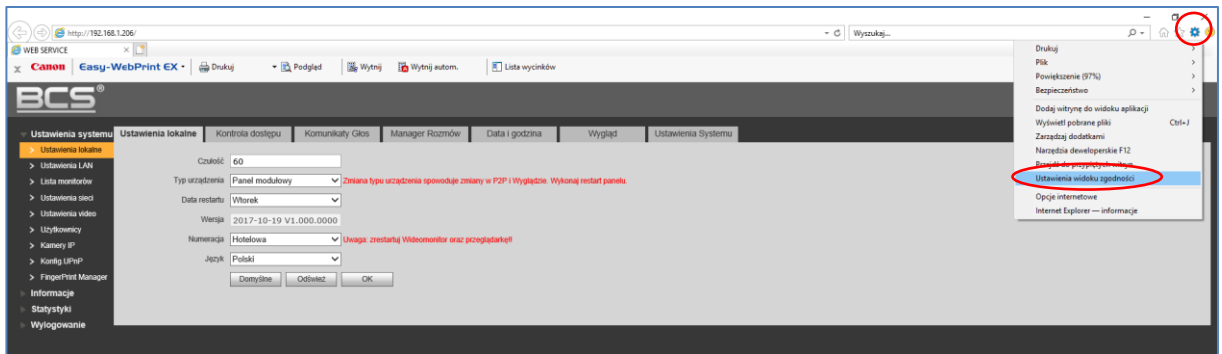 http://192.168.1.206/
Wyszukaj...
WEB SERVICE
x Canon Easy-WebPrint EX Drukuj Podgląd Wytnij Wytnij autom. Lista wycinków
BCS®
Ustawienia systemu
Ustawienia lokalne
Ustawienia LAN
Lista monitorów
Ustawienia sieci
Ustawienia video
Użytkownicy
Kamery IP
Konfig.UPnP
FingerPrint Manager
Informacje
Statystyki
Wylogowanie
Ustawienia lokalne Kontrola dostępu Komunikaty Głos Manager Rozmów Data i godzina Wygląd Ustawienia Systemu
Czułość 60
Typ urządzenia Panel modułowy Zmiana typu urządzenia spowoduje zmiany w P2P i Wyglądzie. Wykonaj restart panelu.
Data restartu Wtorek
Wersja 2017-10-19 V1.000.0000
Numeracja Hotelowa Uwaga: zrestartuj Wideomonitor oraz przeglądarkę!!
Język Polski
Domyślne Odśwież OK
Drukuj
Plik
Powiększenie (97%)
Bezpieczeństwo
Dodaj witrynę do widoku aplikacji
Wyświetl pobrane pliki Ctrl+J
Zarządzaj dodatkami
Narzędzia deweloperskie F12
Przejdź do przypiętych witryn
Ustawienia widoku zgodności
Opcje internetowe
Internet Explorer — informacje